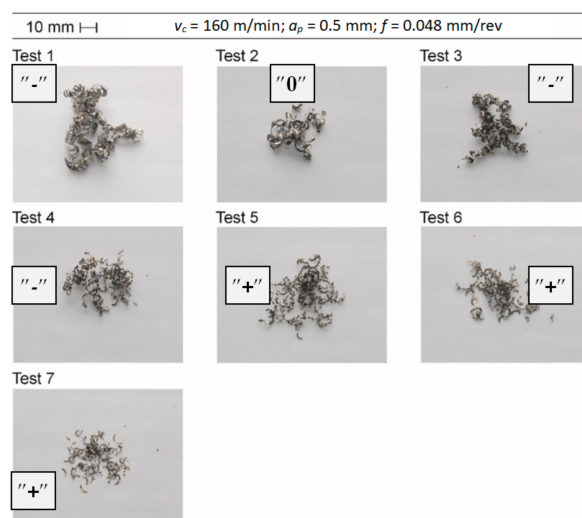 10 mm
v_c = 160 m/min; a_p = 0.5 mm; f = 0.048 mm/rev
Test 1
Test 2
Test 3
"-"
"0"
"-"
Test 4
Test 5
Test 6
"-"
"+"
"+"
Test 7
"+"